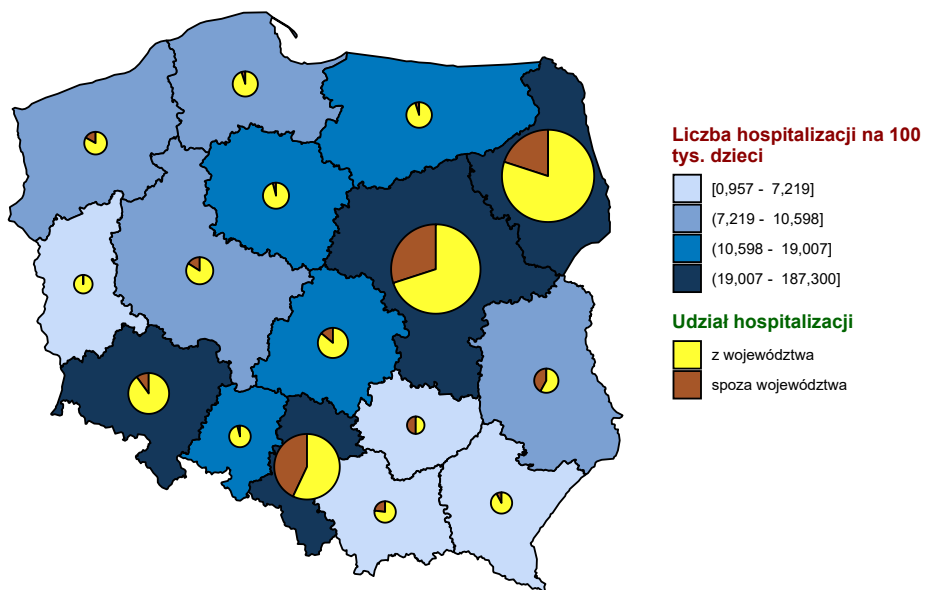 Liczba hospitalizacji na 100
tys. dzieci
[0,957 - 7,219]
(7,219 - 10,598]
(10,598 - 19,007]
(19,007 - 187,300]
Udział hospitalizacji
z województwa
spoza województwa